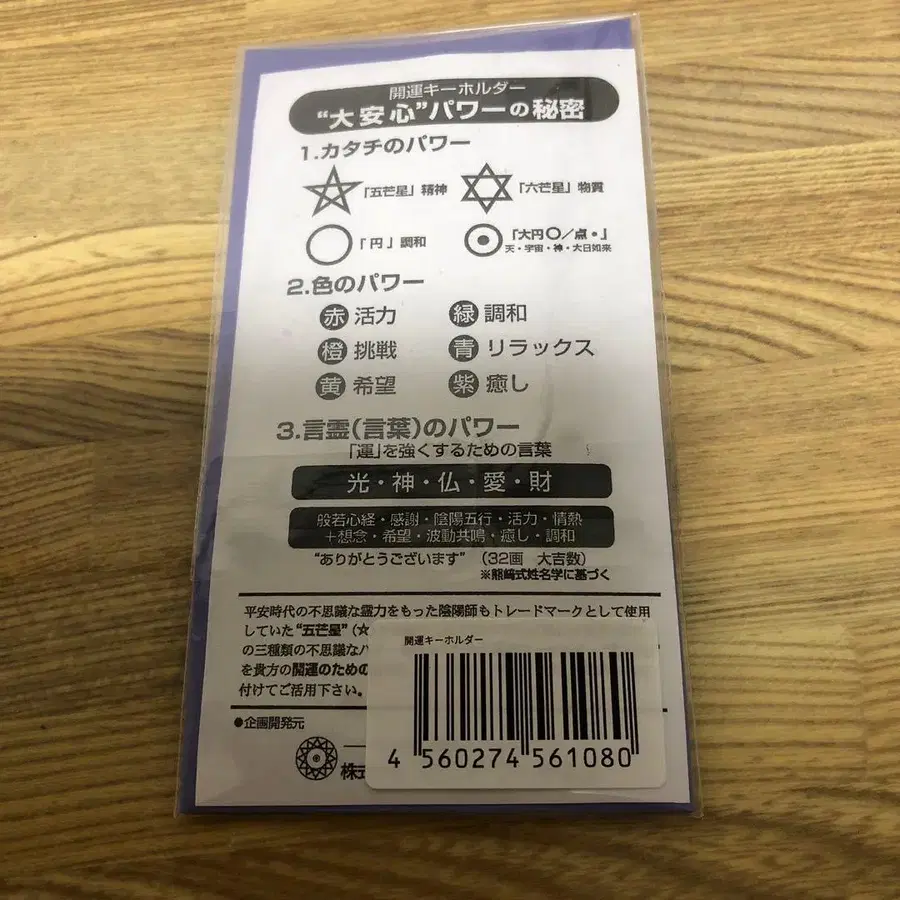 開運キーホルダー
“大安心”パワーの秘密
1.カタチのパワー
「五芒星」精神 「六芒星」物質
「円」調和 「大円〇／点・」
天・宇宙・神・大日如来
2.色のパワー
赤 活力 緑 調和
橙 挑戦 青 リラックス
黄 希望 紫 癒し
3.言霊(言葉)のパワー
「運」を強くするための言葉
光・神・仏・愛・財
般若心経・感謝・陰陽五行・活力・情熱
＋想念・希望・波動共鳴・癒し・調和
“ありがとうございます” （32画 大吉数）
※熊﨑式姓名学に基づく
平安時代の不思議な霊力をもった陰陽師もトレードマークとして使用
していた“五芒星”（☆
の三種類の不思議なパ
を貴方の開運のための
付けてご活用下さい。
●企画開発元
株式
開運キーホルダー
4 560274 561080